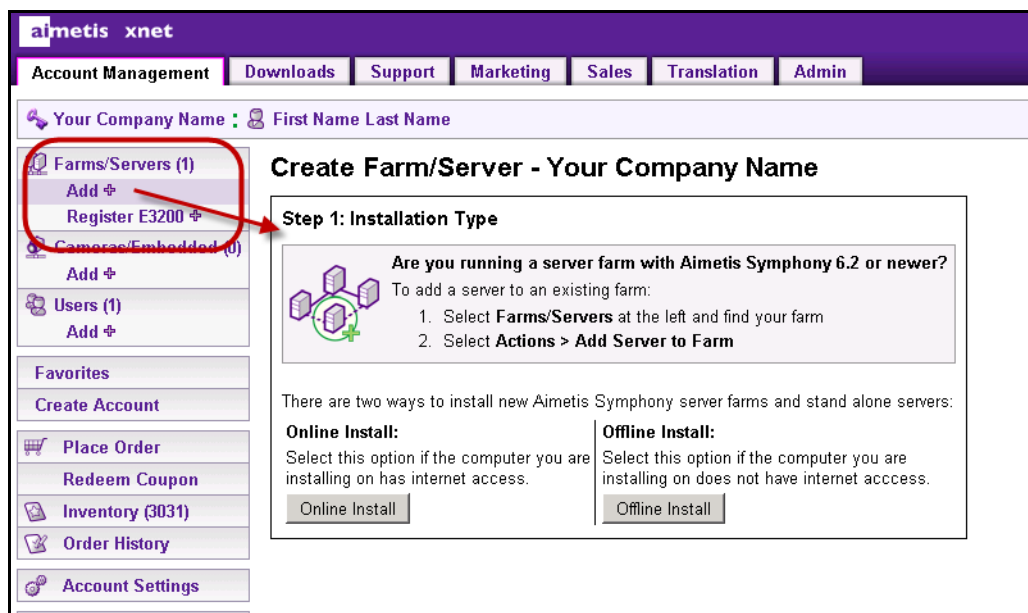 aimetis xnet
Account Management
Downloads
Support
Marketing
Sales
Translation
Admin
Your Company Name : First Name Last Name
Farms/Servers (1)
Add
Register E3200
Cameras/Embedded (0)
Add
Users (1)
Add
Favorites
Create Account
Place Order
Redeem Coupon
Inventory (3031)
Order History
Account Settings
Create Farm/Server - Your Company Name
Step 1: Installation Type
Are you running a server farm with Aimetis Symphony 6.2 or newer?
To add a server to an existing farm:
1. Select Farms/Servers at the left and find your farm
2. Select Actions > Add Server to Farm
There are two ways to install new Aimetis Symphony server farms and stand alone servers:
Online Install:
Select this option if the computer you are
installing on has internet access.
Online Install
Offline Install:
Select this option if the computer you are
installing on does not have internet acccess.
Offline Install